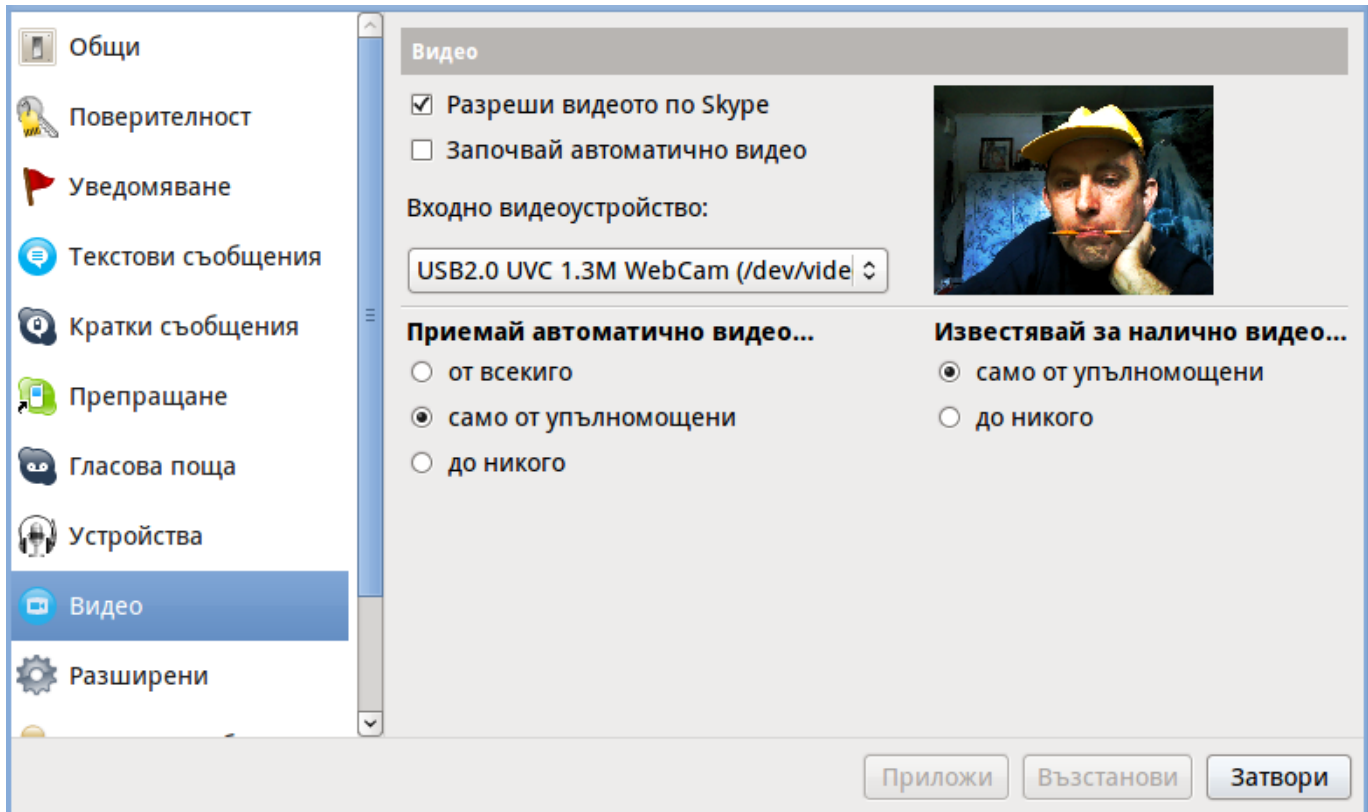 Общи
Поверителност
Уведомяване
Текстови съобщения
Кратки съобщения
Препращане
Гласова поща
Устройства
Видео
Разширени
Видео
Разреши видеото по Skype
Започвай автоматично видео
Входно видеоустройство:
USB2.0 UVC 1.3M WebCam (/dev/vide
Приемай автоматично видео...
от всекиго
само от упълномощени
до никого
Известявай за налично видео...
само от упълномощени
до никого
Приложи
Възстанови
Затвори